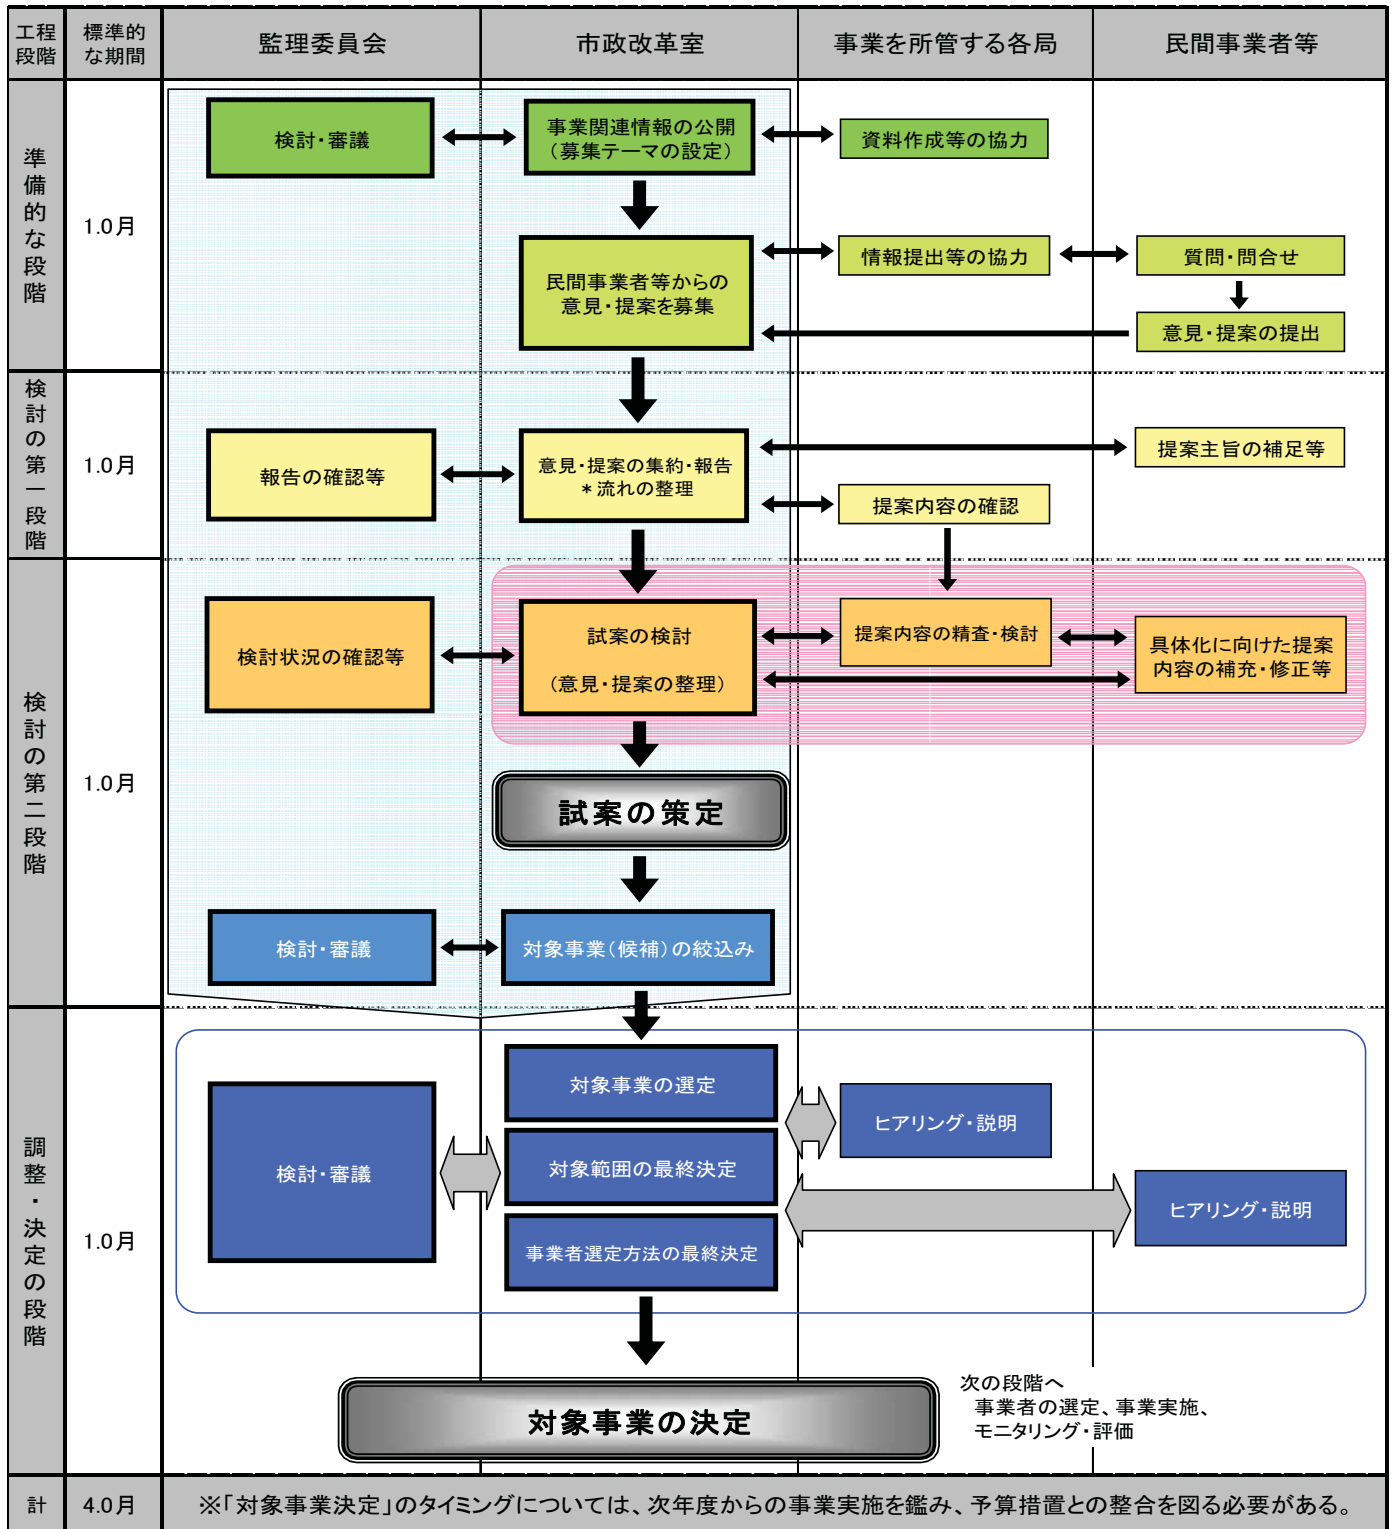 工程
段階
標準的
な期間
監理委員会
市政改革室
事業を所管する各局
民間事業者等
準備的な段階
1.0月
検討・審議
事業関連情報の公開
(募集テーマの設定)
資料作成等の協力
民間事業者等からの
意見・提案を募集
情報提出等の協力
質問・問合せ
意見・提案の提出
検討の第一段階
1.0月
報告の確認等
意見・提案の集約・報告
＊流れの整理
提案主旨の補足等
提案内容の確認
検討の第二段階
1.0月
検討状況の確認等
試案の検討
(意見・提案の整理)
提案内容の精査・検討
具体化に向けた提案
内容の補充・修正等
試案の策定
検討・審議
対象事業(候補)の絞込み
調整・決定の段階
1.0月
検討・審議
対象事業の選定
対象範囲の最終決定
事業者選定方法の最終決定
ヒアリング・説明
ヒアリング・説明
対象事業の決定
次の段階へ
事業者の選定、事業実施、
モニタリング・評価
計
4.0月
※「対象事業決定」のタイミングについては、次年度からの事業実施を鑑み、予算措置との整合を図る必要がある。